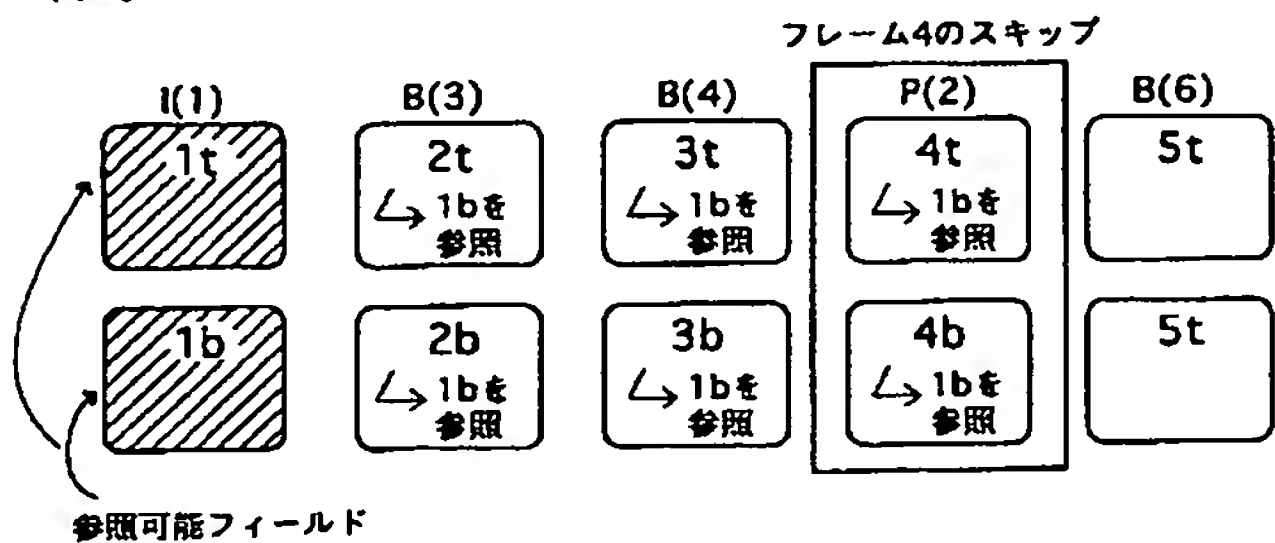 フレーム4のスキップ
I(1) B(3) B(4) P(2) B(6)
1t 2t 3t 4t 5t
1bを 1bを 1bを
参照 参照 参照
1b 2b 3b 4b 5t
1bを 1bを 1bを
参照 参照 参照
参照可能フィールド